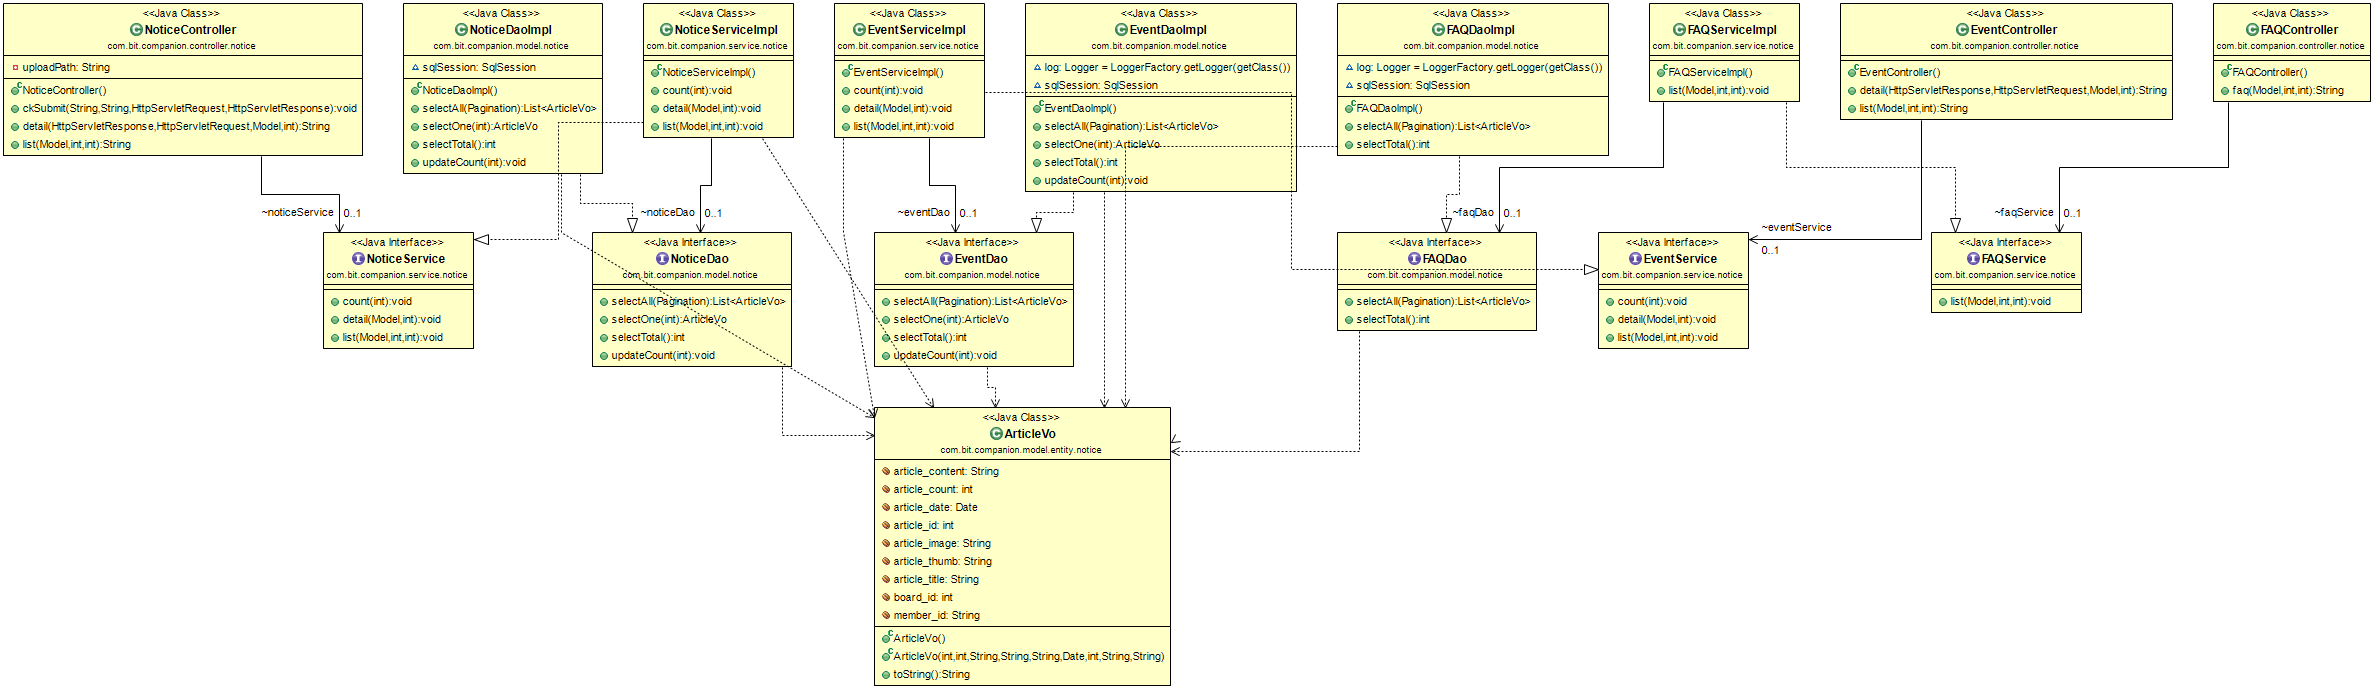 <<Java Class>>
NoticeController
com.bit.companion.controller.notice
uploadPath: String
NoticeController()
ckSubmit(String,String,HttpServletRequest,HttpServletResponse):void
detail(HttpServletResponse,HttpServletRequest,Model,int):String
list(Model,int,int):String
<<Java Class>>
NoticeDaoImpl
com.bit.companion.model.notice
sqlSession: SqlSession
NoticeDaoImpl()
selectAll(Pagination):List<ArticleVo>
selectOne(int):ArticleVo
selectTotal():int
updateCount(int):void
<<Java Class>>
NoticeServiceImpl
com.bit.companion.service.notice
NoticeServiceImpl()
count(int):void
detail(Model,int):void
list(Model,int,int):void
<<Java Class>>
EventServiceImpl
com.bit.companion.service.notice
EventServiceImpl()
count(int):void
detail(Model,int):void
list(Model,int,int):void
<<Java Class>>
EventDaoImpl
com.bit.companion.model.notice
log: Logger = LoggerFactory.getLogger(getClass())
sqlSession: SqlSession
EventDaoImpl()
selectAll(Pagination):List<ArticleVo>
selectOne(int):ArticleVo
selectTotal():int
updateCount(int):void
<<Java Class>>
FAQDaoImpl
com.bit.companion.model.notice
log: Logger = LoggerFactory.getLogger(getClass())
sqlSession: SqlSession
FAQDaoImpl()
selectAll(Pagination):List<ArticleVo>
selectTotal():int
<<Java Class>>
FAQServiceImpl
com.bit.companion.service.notice
FAQServiceImpl()
list(Model,int,int):void
<<Java Class>>
EventController
com.bit.companion.controller.notice
EventController()
detail(HttpServletResponse,HttpServletRequest,Model,int):String
list(Model,int,int):String
<<Java Class>>
FAQController
com.bit.companion.controller.notice
FAQController()
faq(Model,int,int):String
~noticeService 0..1
~noticeDao 0..1
~eventDao 0..1
~faqDao 0..1
~eventService
0..1
~faqService 0..1
<<Java Interface>>
NoticeService
com.bit.companion.service.notice
count(int):void
detail(Model,int):void
list(Model,int,int):void
<<Java Interface>>
NoticeDao
com.bit.companion.model.notice
selectAll(Pagination):List<ArticleVo>
selectOne(int):ArticleVo
selectTotal():int
updateCount(int):void
<<Java Interface>>
EventDao
com.bit.companion.model.notice
selectAll(Pagination):List<ArticleVo>
selectOne(int):ArticleVo
selectTotal():int
updateCount(int):void
<<Java Interface>>
FAQDao
com.bit.companion.model.notice
selectAll(Pagination):List<ArticleVo>
selectTotal():int
<<Java Interface>>
EventService
com.bit.companion.service.notice
count(int):void
detail(Model,int):void
list(Model,int,int):void
<<Java Interface>>
FAQService
com.bit.companion.service.notice
list(Model,int,int):void
<<Java Class>>
ArticleVo
com.bit.companion.model.entity.notice
article_content: String
article_count: int
article_date: Date
article_id: int
article_image: String
article_thumb: String
article_title: String
board_id: int
member_id: String
ArticleVo()
ArticleVo(int,int,String,String,String,Date,int,String,String)
toString():String